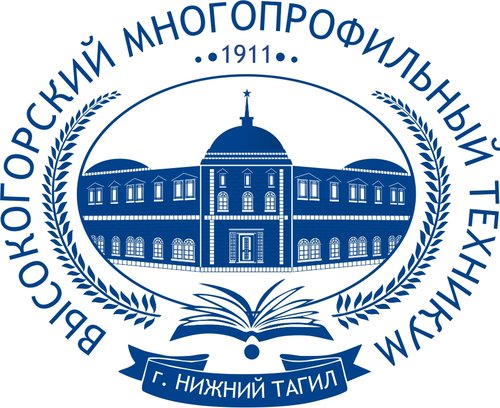 ВЫСОКОГОРСКИЙ МНОГОПРОФИЛЬНЫЙ ТЕХНИКУМ
1911
г. НИЖНИЙ ТАГИЛ